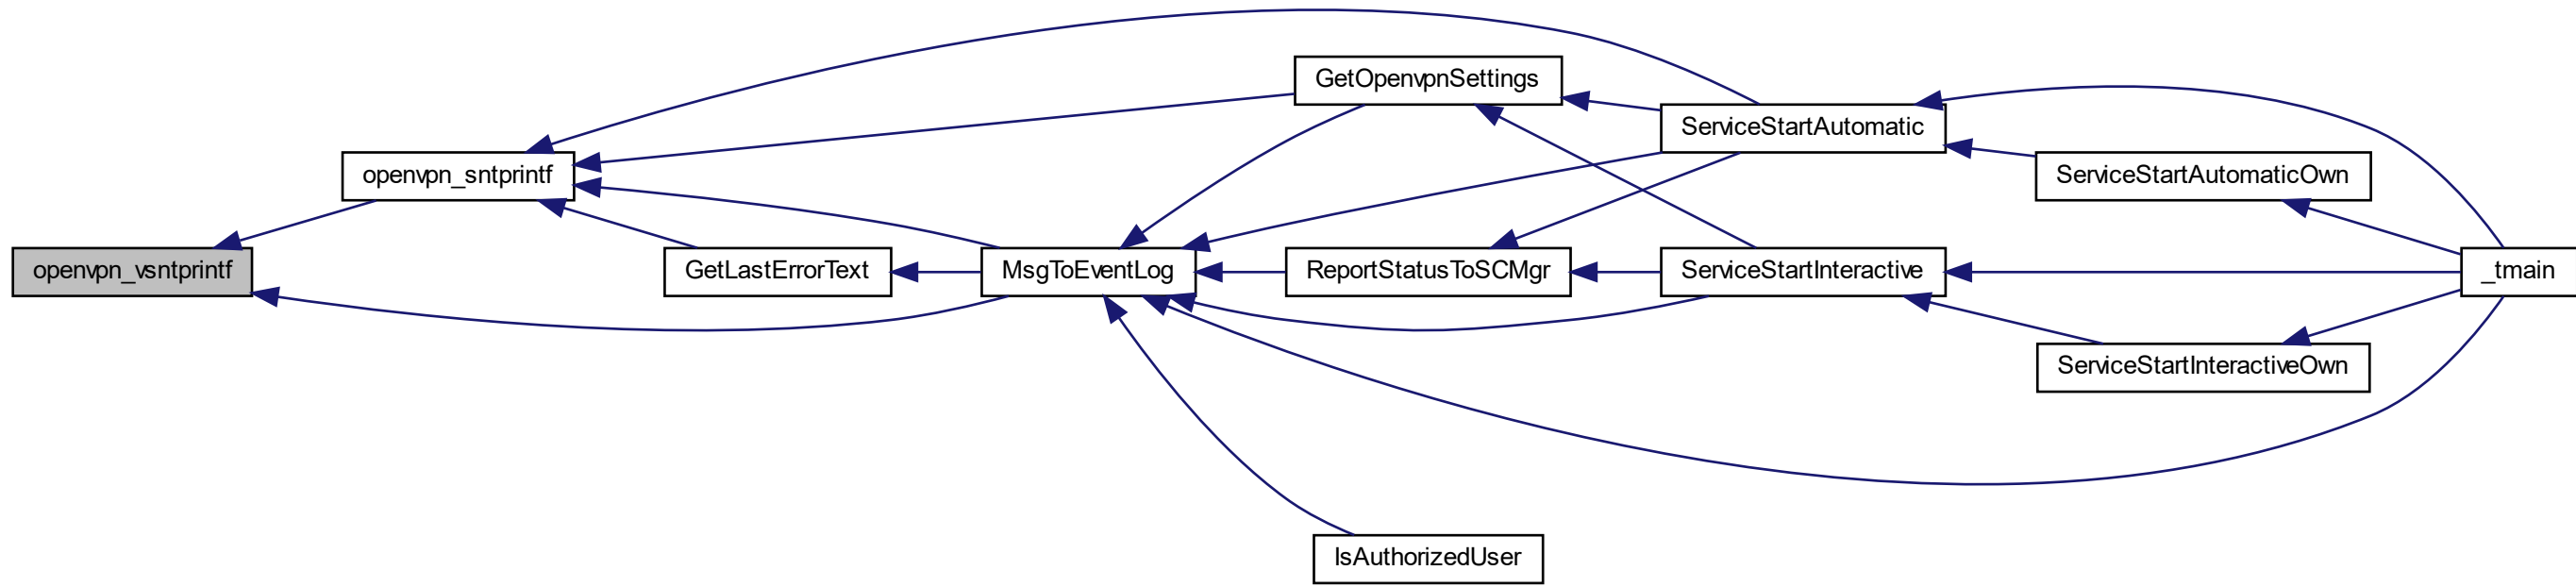 openvpn_vsntprintf
openvpn_sntprintf
GetLastErrorText
MsgToEventLog
GetOpenvpnSettings
ReportStatusToSCMgr
IsAuthorizedUser
ServiceStartAutomatic
ServiceStartInteractive
ServiceStartAutomaticOwn
ServiceStartInteractiveOwn
_tmain